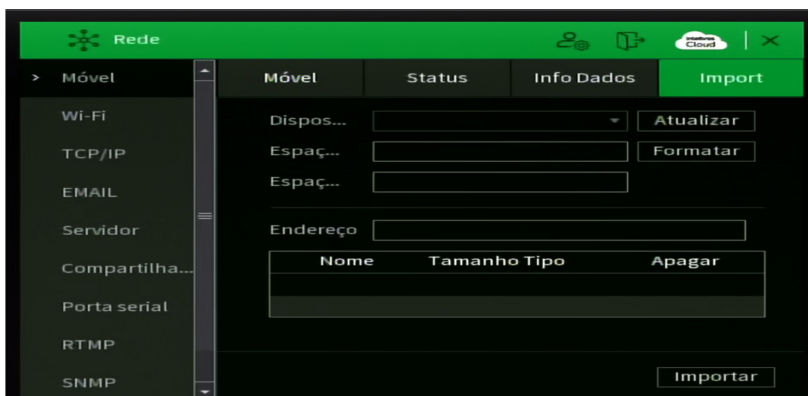 Rede
intelbras Cloud
> Móvel
Wi-Fi
TCP/IP
EMAIL
Servidor
Compartilha...
Porta serial
RTMP
SNMP
Móvel Status Info Dados Import
Dispos... Atualizar
Espaç... Formatar
Espaç...
Endereço
Nome Tamanho Tipo Apagar
Importar